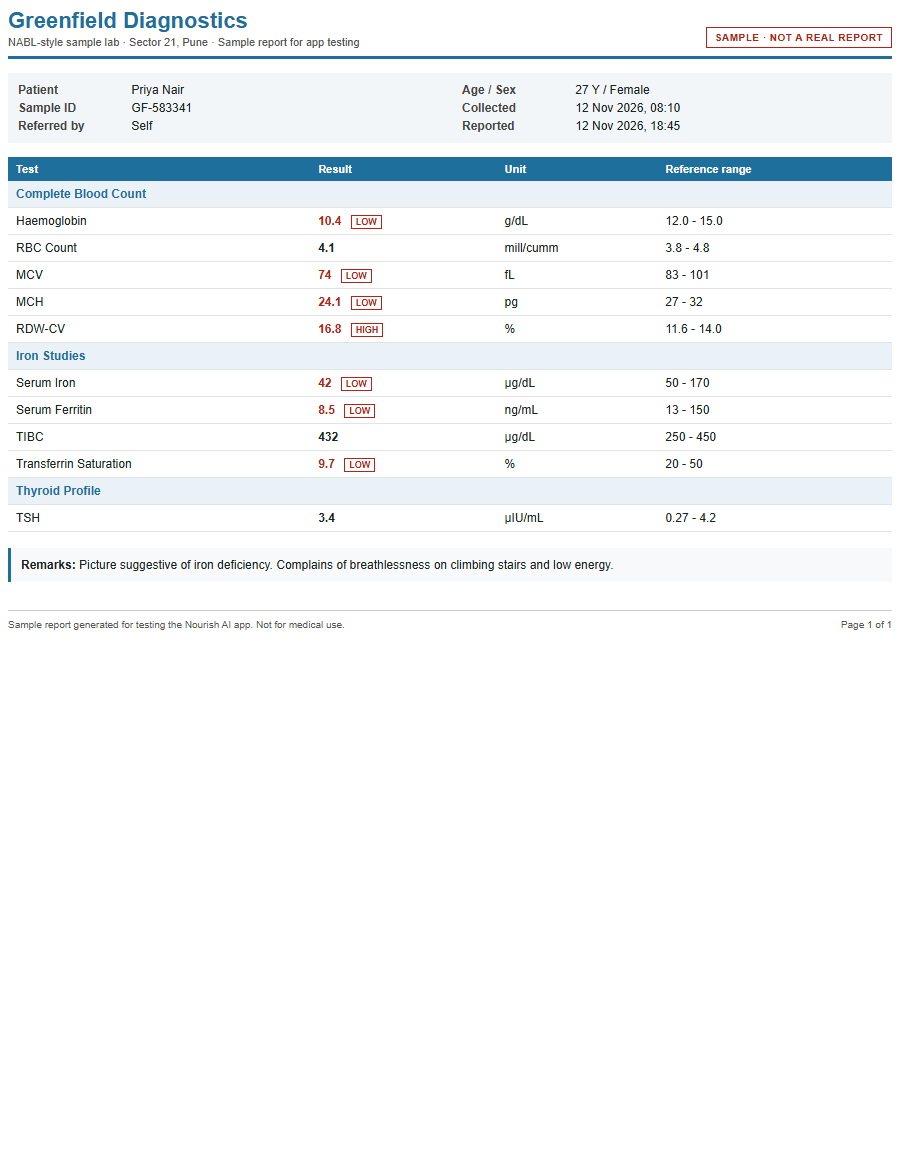 Greenfield Diagnostics
NABL-style sample lab · Sector 21, Pune · Sample report for app testing
SAMPLE · NOT A REAL REPORT
Patient Priya Nair Age / Sex 27 Y / Female
Sample ID GF-583341 Collected 12 Nov 2026, 08:10
Referred by Self Reported 12 Nov 2026, 18:45
Test Result Unit Reference range
Complete Blood Count
Haemoglobin 10.4 LOW g/dL 12.0 - 15.0
RBC Count 4.1 mill/cumm 3.8 - 4.8
MCV 74 LOW fL 83 - 101
MCH 24.1 LOW pg 27 - 32
RDW-CV 16.8 HIGH % 11.6 - 14.0
Iron Studies
Serum Iron 42 LOW µg/dL 50 - 170
Serum Ferritin 8.5 LOW ng/mL 13 - 150
TIBC 432 µg/dL 250 - 450
Transferrin Saturation 9.7 LOW % 20 - 50
Thyroid Profile
TSH 3.4 µIU/mL 0.27 - 4.2
Remarks: Picture suggestive of iron deficiency. Complains of breathlessness on climbing stairs and low energy.
Sample report generated for testing the Nourish AI app. Not for medical use. Page 1 of 1